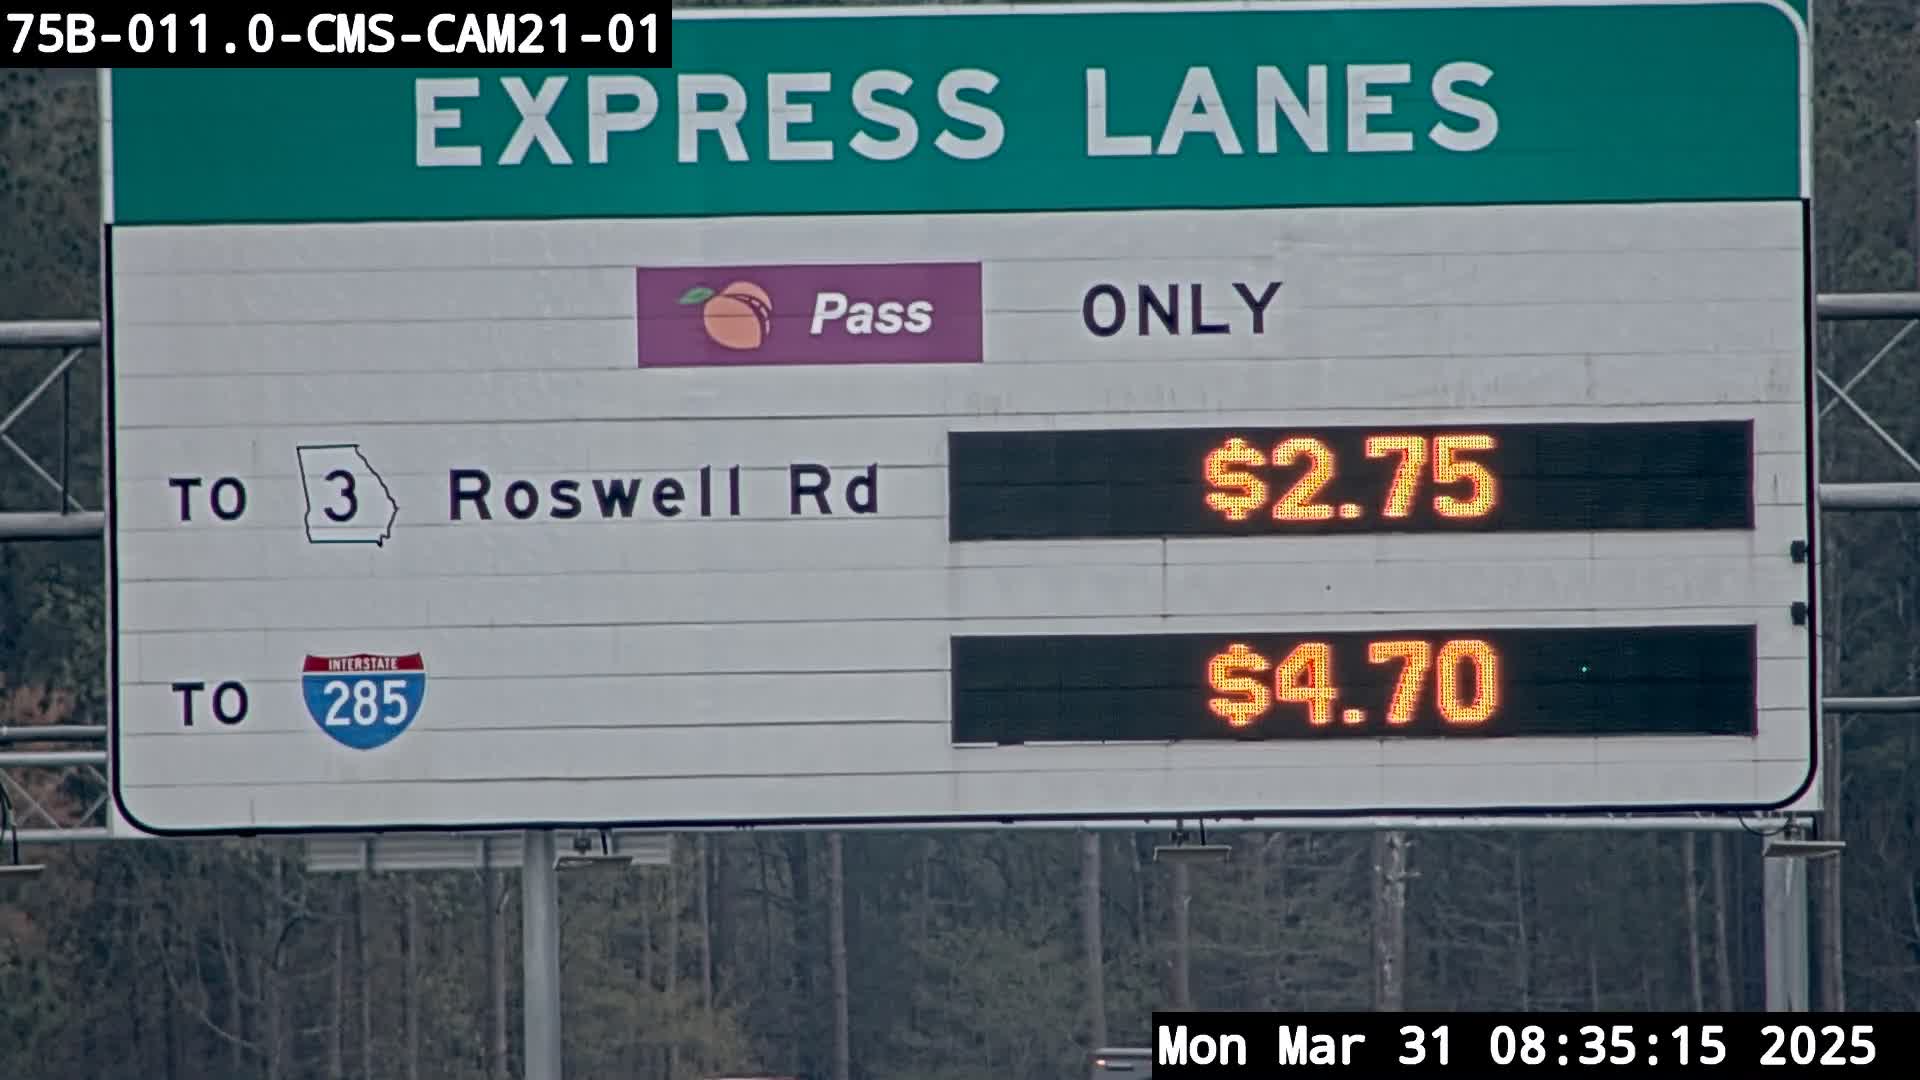 75B-011.0-CMS-CAM21-01
EXPRESS LANES
Pass ONLY
TO 3 Roswell Rd $2.75
TO INTERSTATE 285 $4.70
Mon Mar 31 08:35:15 2025